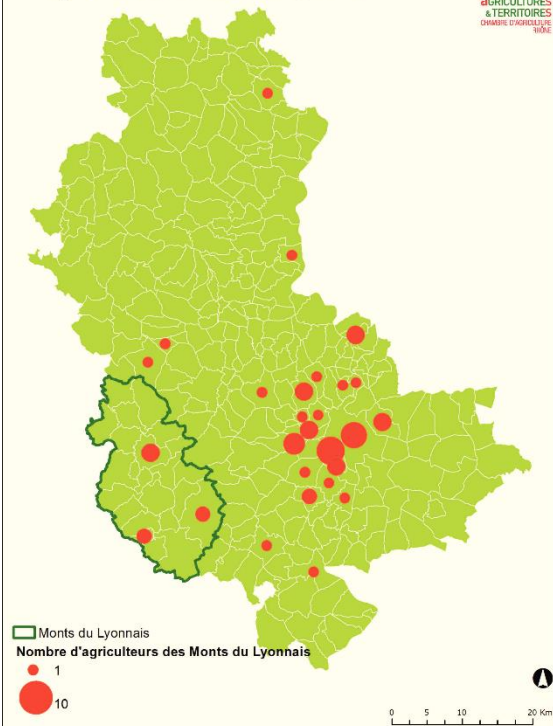 aGRICULTURES
& TERRITOIRES
CHAMBRE D'AGRICULTURE
RHÔNE
Monts du Lyonnais
Nombre d'agriculteurs des Monts du Lyonnais
1
10
0 5 10 20 Km